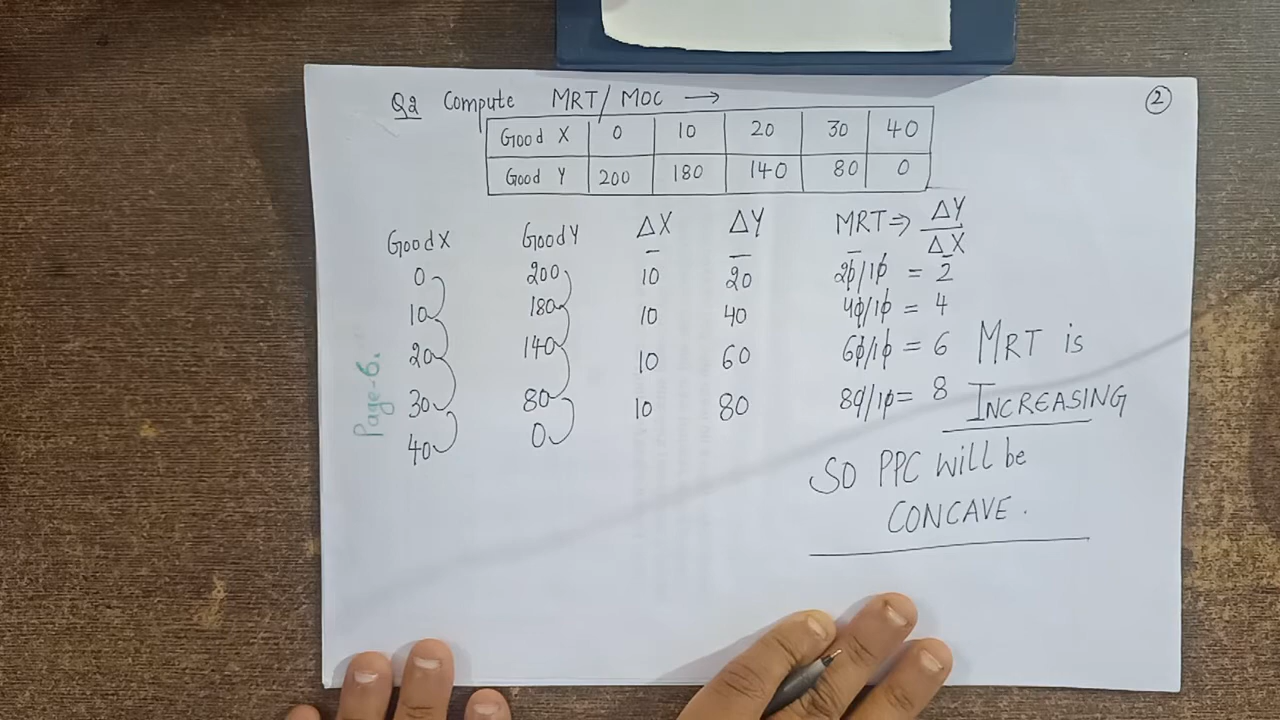 Q2 Compute MRT/MOC →
②
Good X 0 10 20 30 40
Good Y 200 180 140 80 0
Good X Good Y ΔX ΔY MRT ⇒ ΔY/ΔX
0 200 10 20 20/10 = 2
10 180 10 40 40/10 = 4
20 140 10 60 60/10 = 6
30 80 10 80 80/10 = 8
40 0
MRT is
INCREASING
SO PPC will be
CONCAVE.
Page-6.